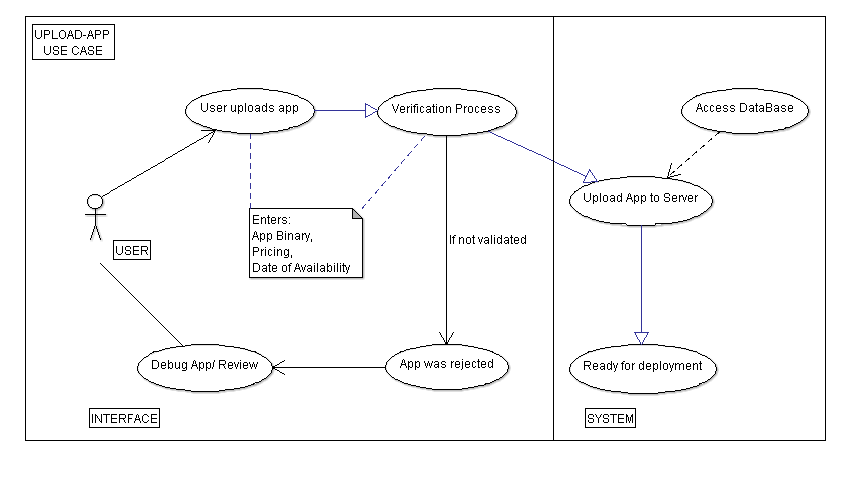 UPLOAD-APP
USE CASE
User uploads app
Verification Process
Access DataBase
Upload App to Server
Enters:
App Binary,
Pricing,
Date of Availability
If not validated
USER
Debug App/ Review
App was rejected
Ready for deployment
INTERFACE
SYSTEM